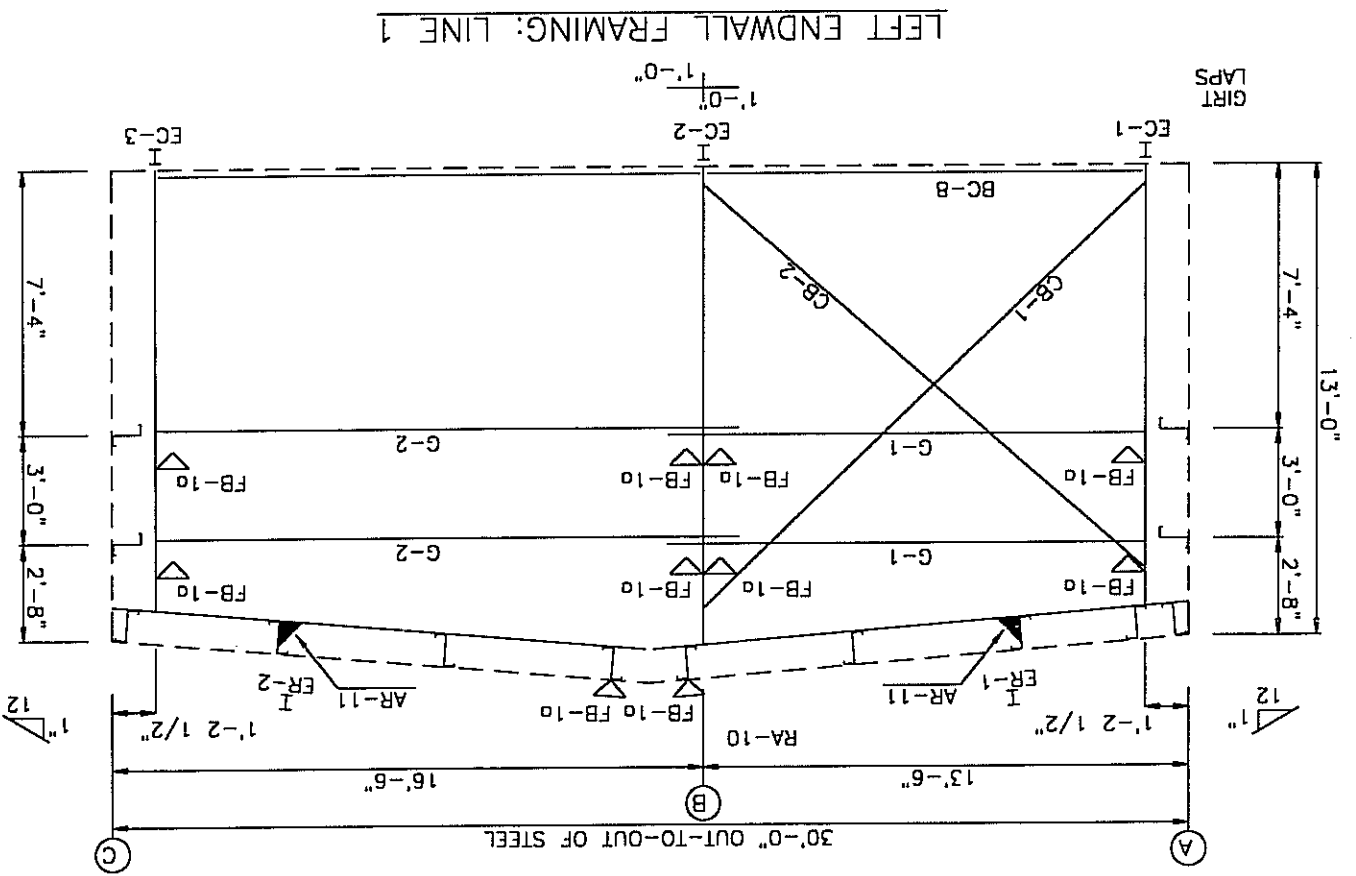 A
30'-0" OUT-TO-OUT OF STEEL
C
B
13'-6"
16'-6"
RA-10
1'-2 1/2"
1'-2 1/2"
12
1"
ER-1
AR-11
FB-1a
FB-1a
AR-11
ER-2
12
1"
2'-8"
FB-1a
FB-1a
FB-1a
FB-1a
2'-8"
G-1
G-2
3'-0"
FB-1a
FB-1a
FB-1a
FB-1a
3'-0"
G-1
G-2
13'-0"
7'-4"
CB-1
CB-2
7'-4"
BC-8
EC-1
EC-2
EC-3
GIRT
LAPS
1'-0"
1'-0"
LEFT ENDWALL FRAMING: LINE 1